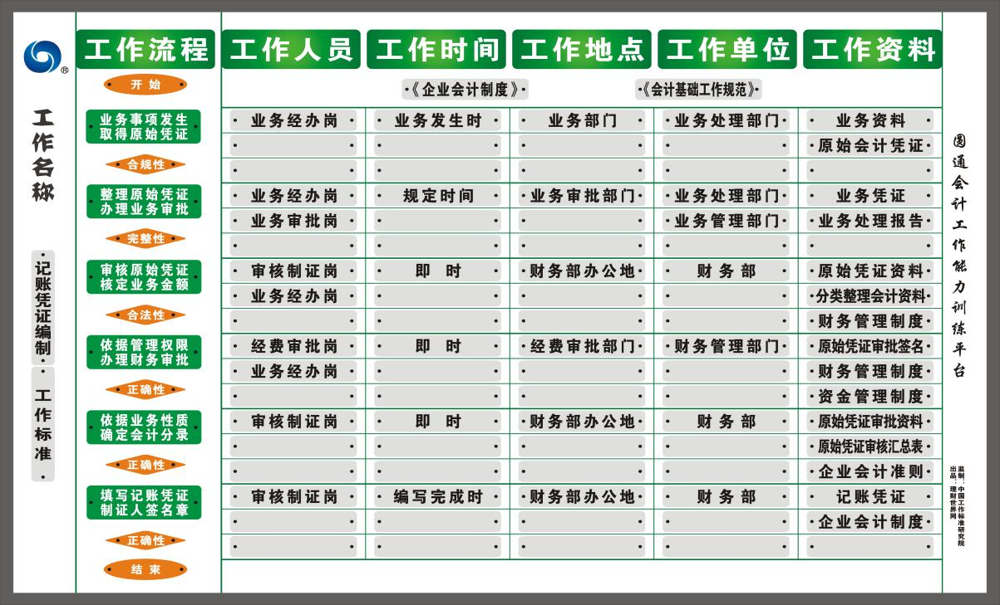 工作流程 工作人员 工作时间 工作地点 工作单位 工作资料
®
工作名称
记账凭证编制
工作标准
开始
·《企业会计制度》· ·《会计基础工作规范》·
业务事项发生
取得原始凭证
·业务经办岗· ·业务发生时· ·业务部门· ·业务处理部门· ·业务资料·
·原始会计凭证·
合规性
整理原始凭证
办理业务审批
·业务经办岗· ·规定时间· ·业务审批部门· ·业务处理部门· ·业务凭证·
·业务审批岗· ·业务管理部门· ·业务处理报告·
完整性
审核原始凭证
核定业务金额
·审核制证岗· ·即 时· ·财务部办公地· ·财务部· ·原始凭证资料·
·业务经办岗· ·分类整理会计资料·
·财务管理制度·
合法性
依据管理权限
办理财务审批
·经费审批岗· ·即 时· ·经费审批部门· ·财务管理部门· ·原始凭证审批签名·
·业务经办岗· ·财务管理制度·
·资金管理制度·
正确性
依据业务性质
确定会计分录
·审核制证岗· ·即 时· ·财务部办公地· ·财务部· ·原始凭证审批资料·
·原始凭证审核汇总表·
·企业会计准则·
正确性
填写记账凭证
制证人签名章
·审核制证岗· ·编写完成时· ·财务部办公地· ·财务部· ·记账凭证·
·企业会计制度·
正确性
结束
圆通会计工作能力训练平台
监制：中国工作标准研究院
出品：理财世界网